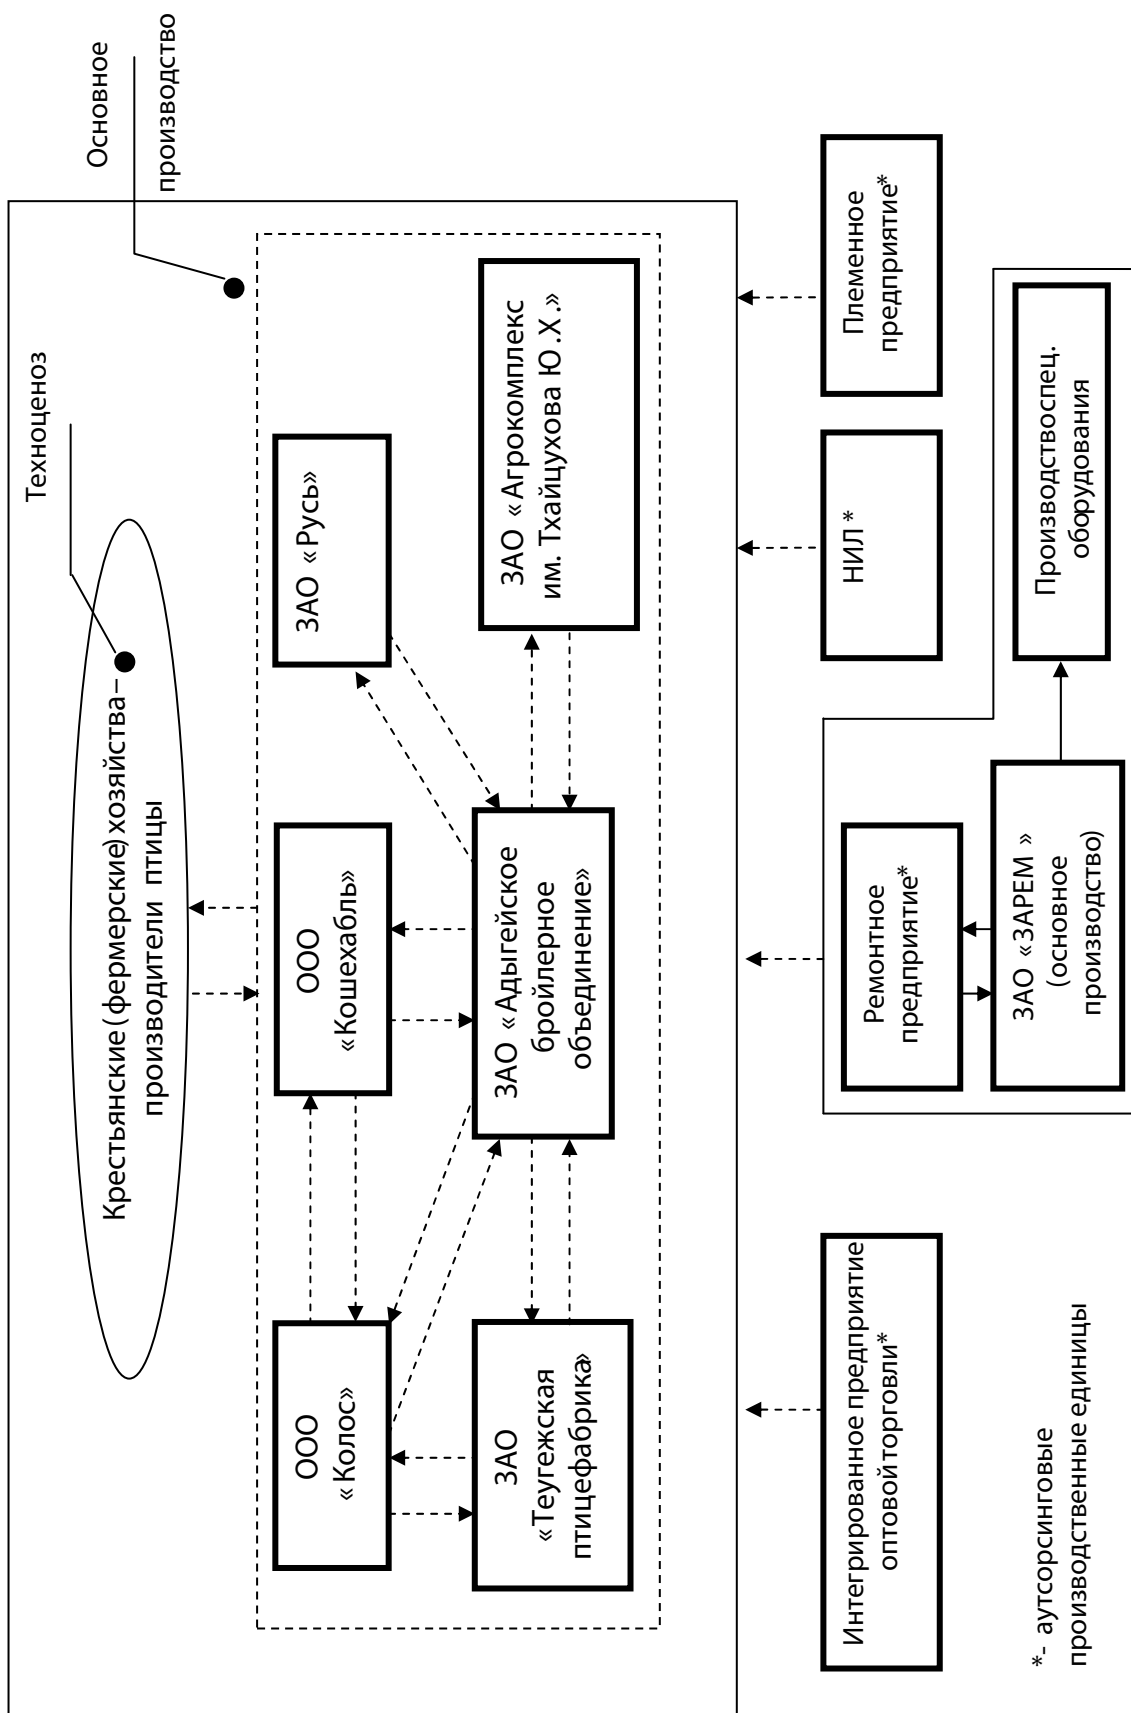 Основное
производство
Техноценоз
Крестьянские (фермерские) хозяйства –
производители птицы
ООО
«Колос»
ООО
«Кошехабль»
ЗАО «Русь»
ЗАО
«Теугежская
птицефабрика»
ЗАО «Адыгейское
бройлерное
объединение»
ЗАО «Агрокомплекс
им. Тхайцухова Ю.Х.»
Интегрированное предприятие
оптовой торговли*
Ремонтное
предприятие*
НИЛ*
Племенное
предприятие*
ЗАО «ЗАРЕМ»
(основное
производство)
Производство спец.
оборудования
*- аутсорсинговые
производственные единицы